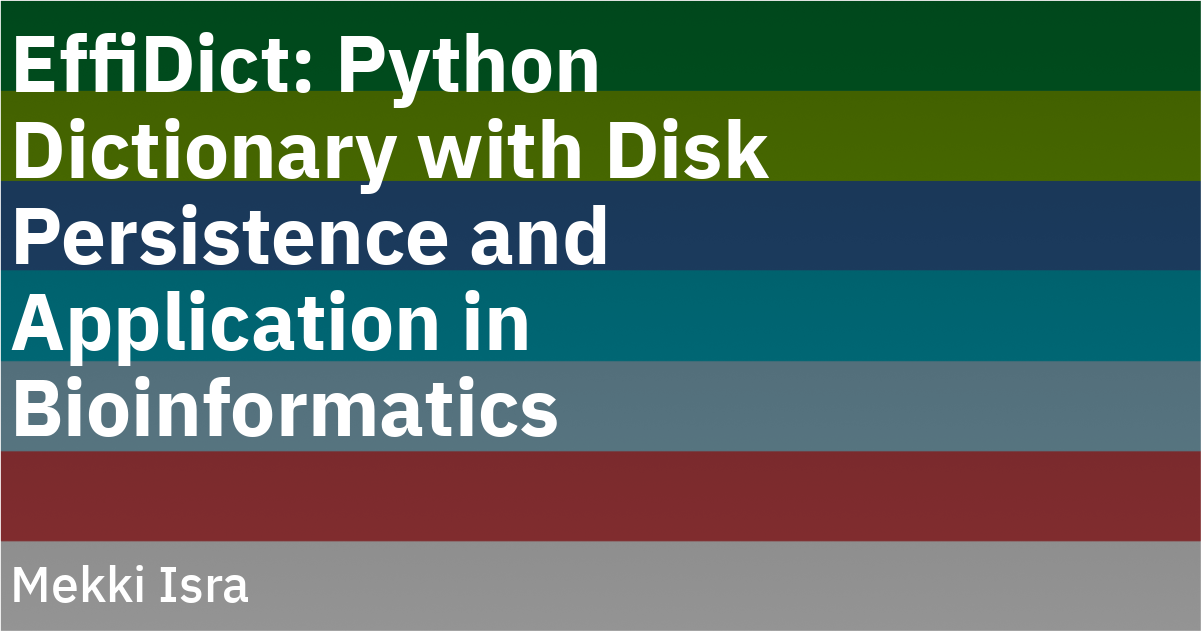 EffiDict: Python
Dictionary with Disk
Persistence and
Application in
Bioinformatics
Mekki Isra